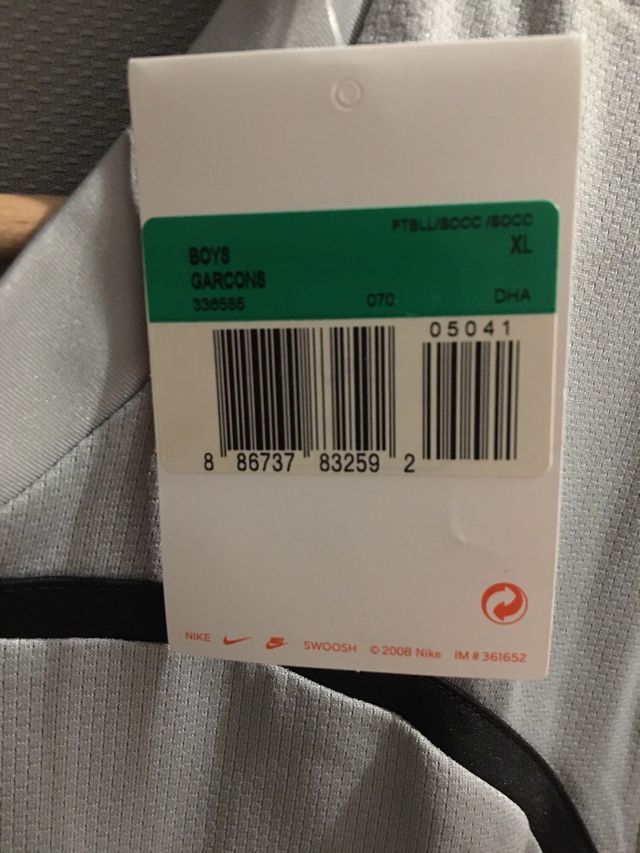 FTBLL/SOCC /SOCC
BOYS XL
GARCONS
336585 070 DHA
05041
8 86737 83259 2
NIKE SWOOSH © 2008 Nike IM # 361652